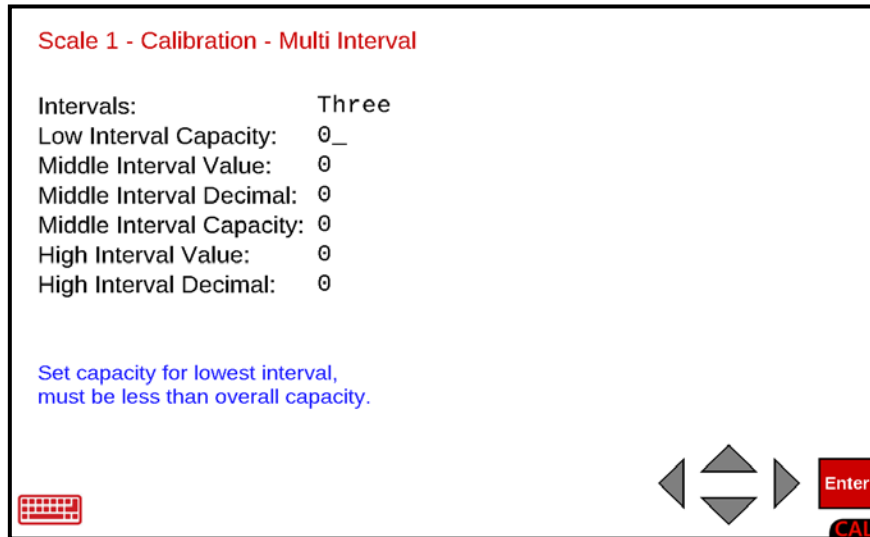 Scale 1 - Calibration - Multi Interval
Intervals: Three
Low Interval Capacity: 0_
Middle Interval Value: 0
Middle Interval Decimal: 0
Middle Interval Capacity: 0
High Interval Value: 0
High Interval Decimal: 0
Set capacity for lowest interval,
must be less than overall capacity.
Enter
CAL